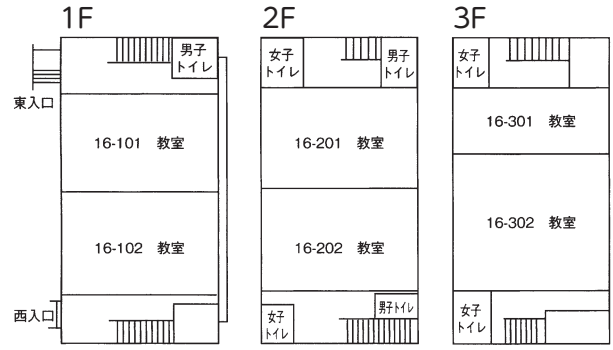 1F
男子
トイレ
東入口
16-101 教室
16-102 教室
西入口
2F
女子
トイレ
男子
トイレ
16-201 教室
16-202 教室
女子
トイレ
男子トイレ
3F
女子
トイレ
16-301 教室
16-302 教室
女子
トイレ